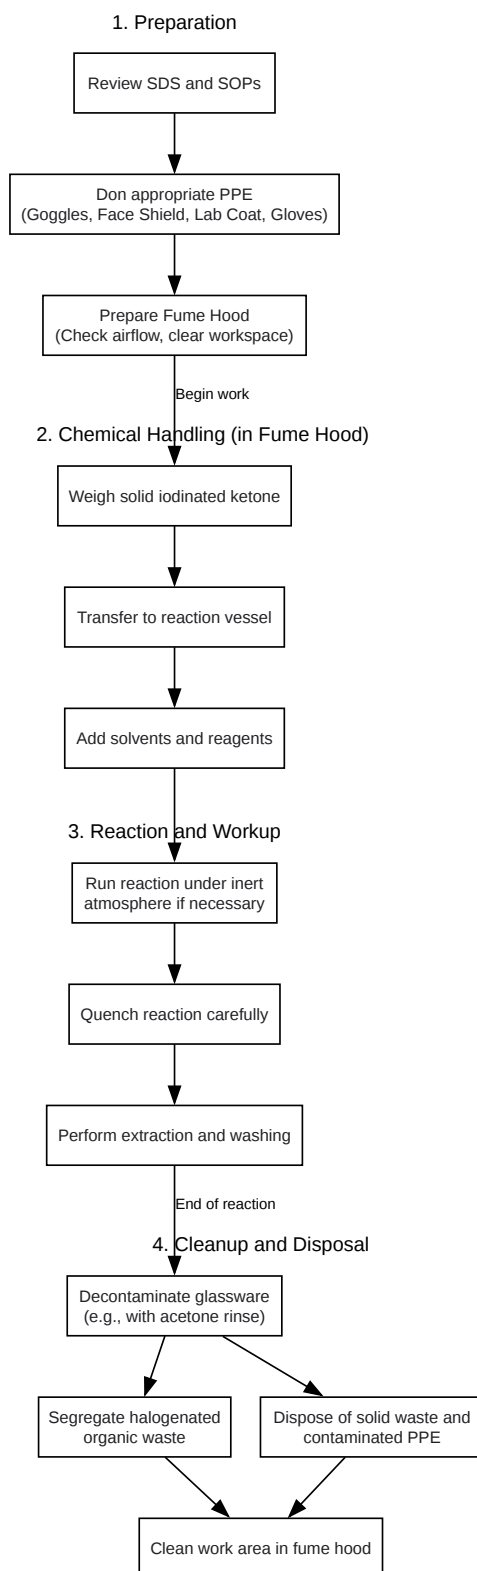 1. Preparation
Review SDS and SOPs
Don appropriate PPE
(Goggles, Face Shield, Lab Coat, Gloves)
Prepare Fume Hood
(Check airflow, clear workspace)
Begin work
2. Chemical Handling (in Fume Hood)
Weigh solid iodinated ketone
Transfer to reaction vessel
Add solvents and reagents
3. Reaction and Workup
Run reaction under inert
atmosphere if necessary
Quench reaction carefully
Perform extraction and washing
End of reaction
4. Cleanup and Disposal
Decontaminate glassware
(e.g., with acetone rinse)
Segregate halogenated
organic waste
Dispose of solid waste and
contaminated PPE
Clean work area in fume hood